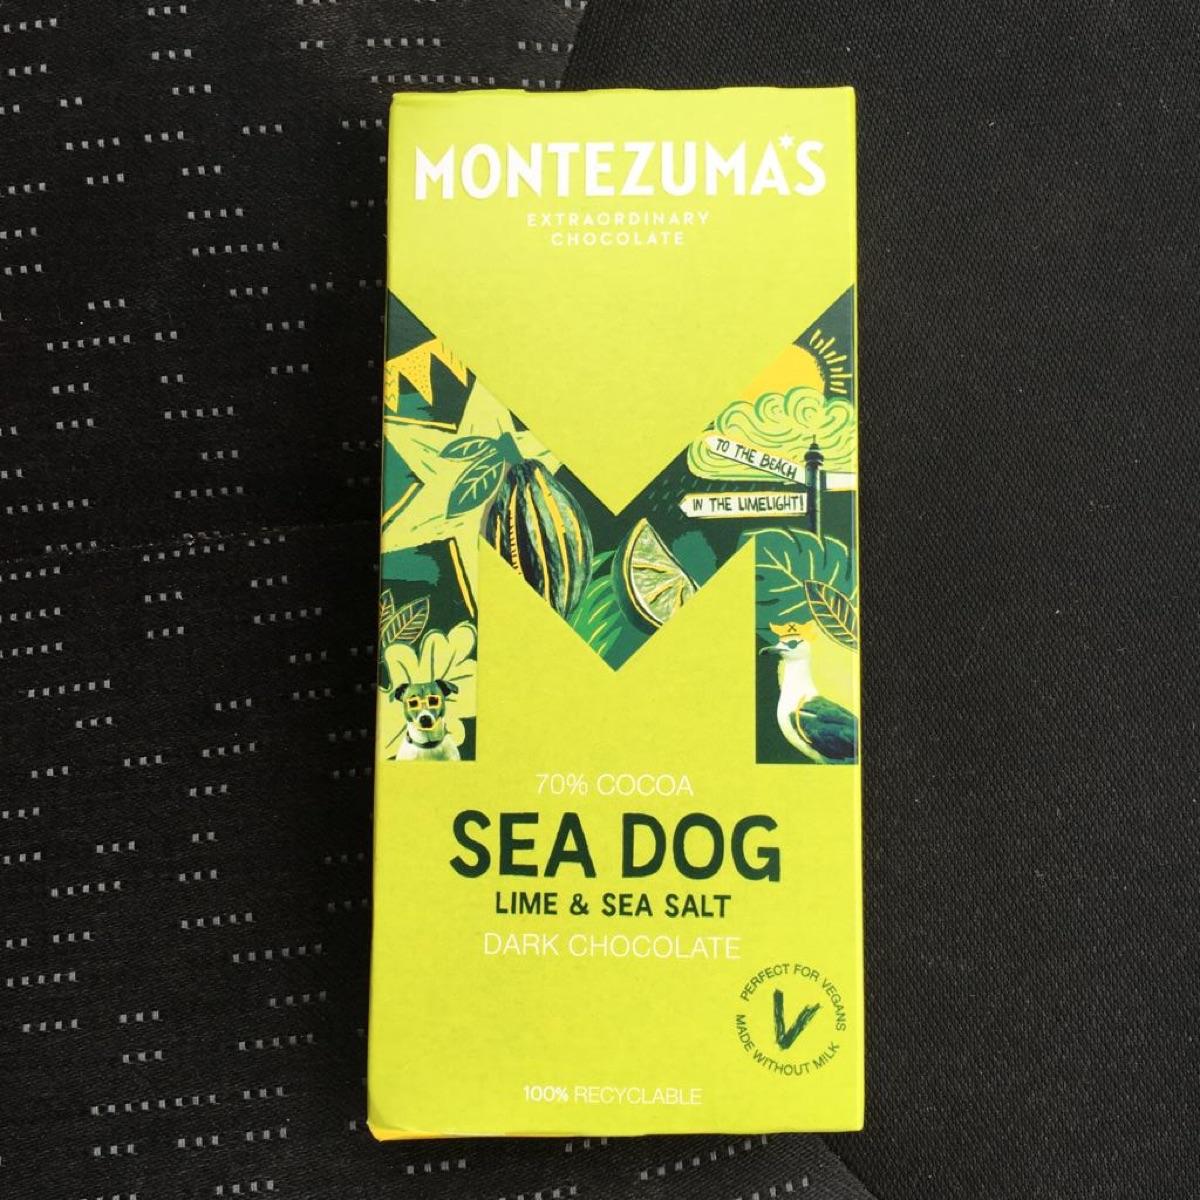 MONTEZUMA'S
EXTRAORDINARY
CHOCOLATE
TO THE BEACH
IN THE LIMELIGHT!
70% COCOA
SEA DOG
LIME & SEA SALT
DARK CHOCOLATE
PERFECT FOR VEGANS
V
MADE WITHOUT MILK
100% RECYCLABLE